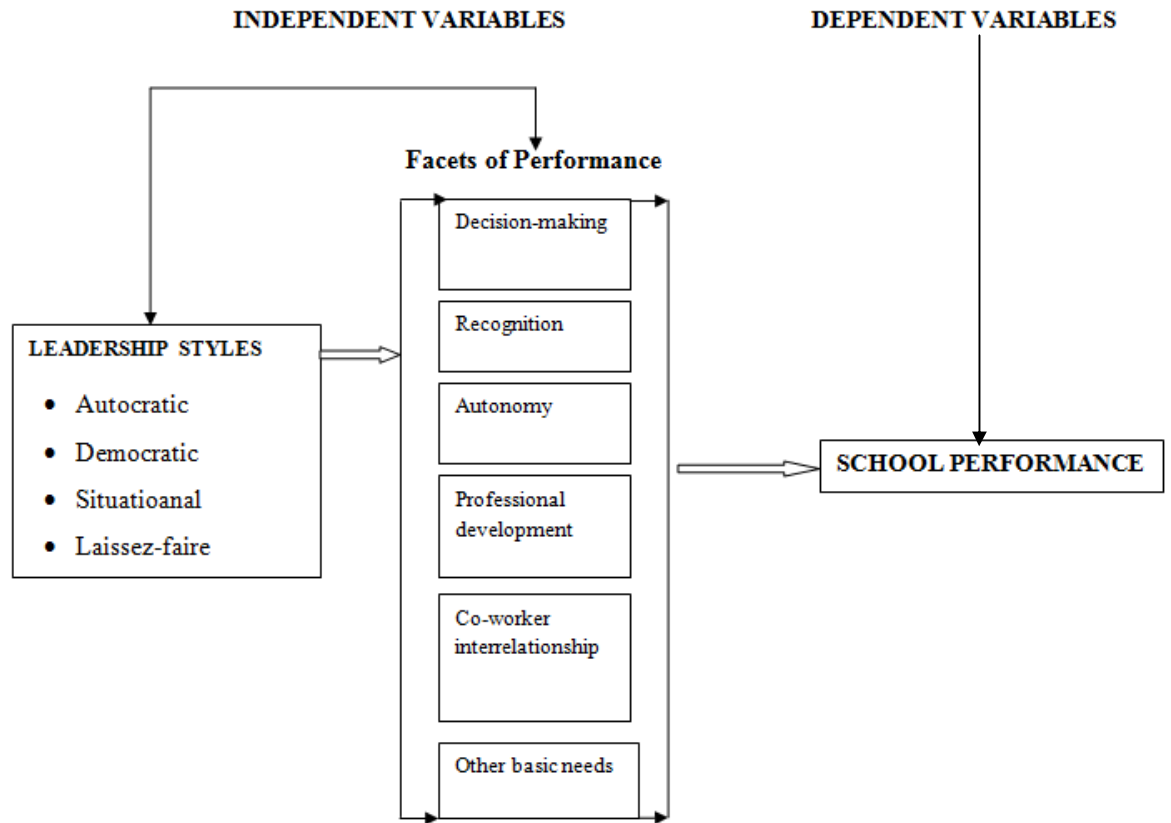 INDEPENDENT VARIABLES
DEPENDENT VARIABLES
Facets of Performance
Decision-making
Recognition
Autonomy
Professional
development
Co-worker
interrelationship
Other basic needs
LEADERSHIP STYLES
• Autocratic
• Democratic
• Situatioanal
• Laissez-faire
SCHOOL PERFORMANCE